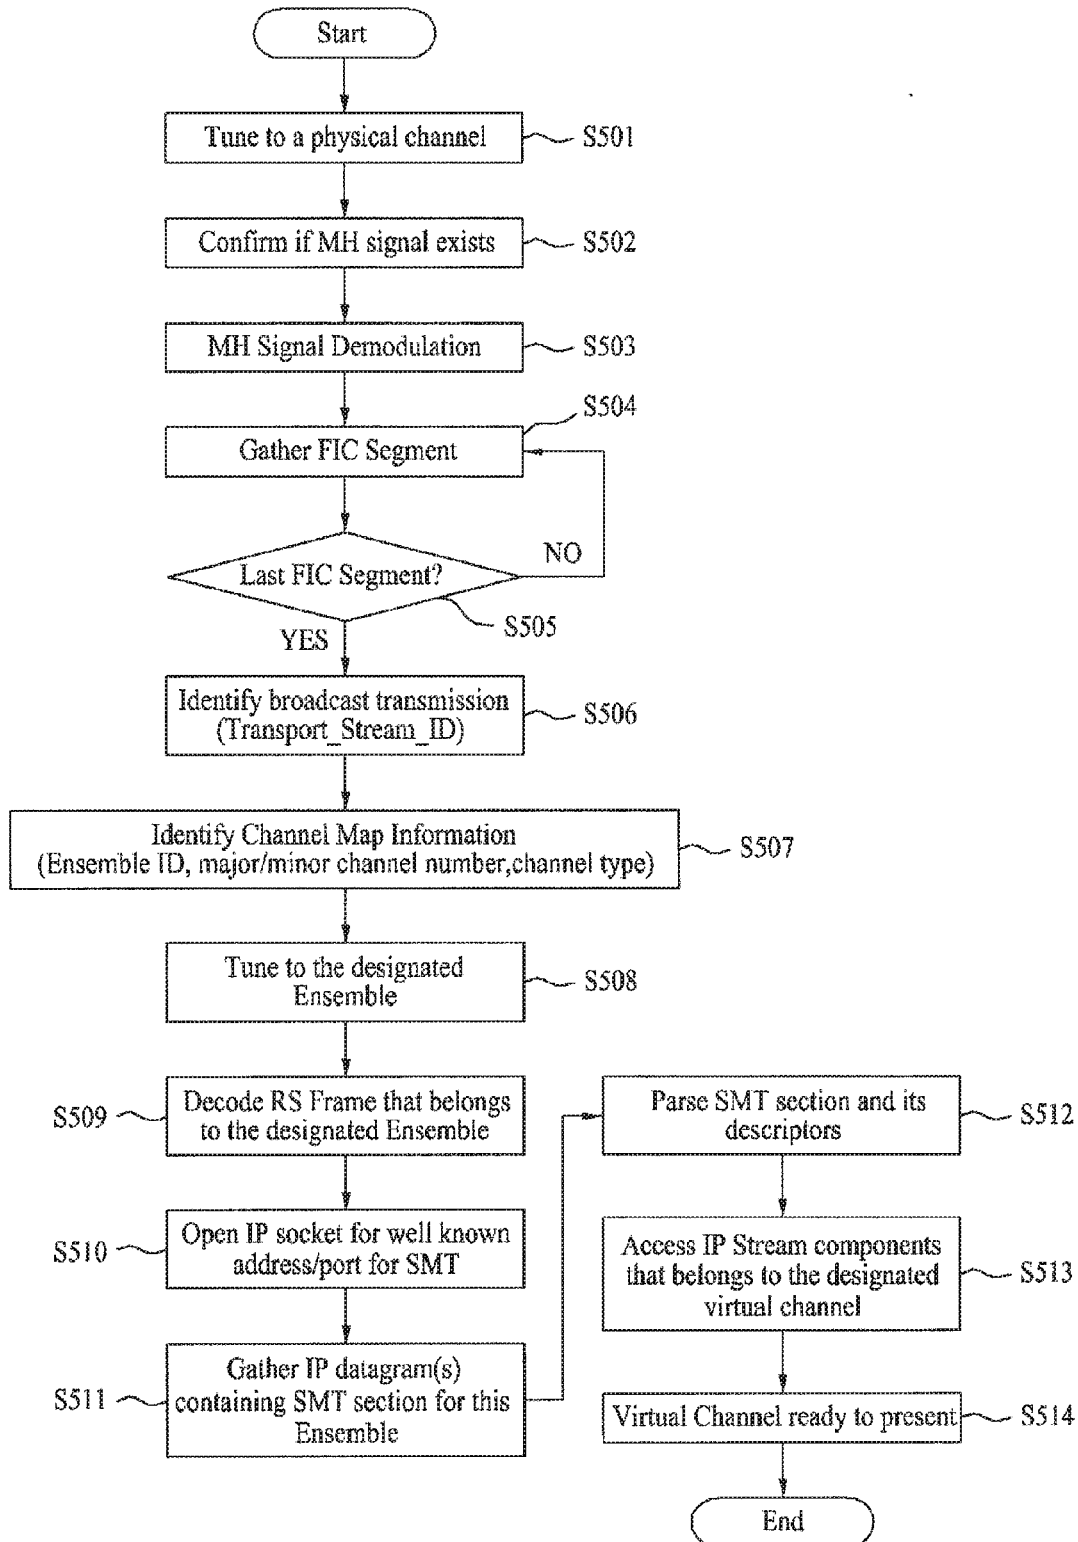 Start
Tune to a physical channel
S501
Confirm if MH signal exists
S502
MH Signal Demodulation
S503
S504
Gather FIC Segment
NO
Last FIC Segment?
S505
YES
Identify broadcast transmission
(Transport_Stream_ID)
S506
Identify Channel Map Information
(Ensemble ID, major/minor channel number,channel type)
S507
Tune to the designated
Ensemble
S508
S509
Decode RS Frame that belongs
to the designated Ensemble
S510
Open IP socket for well known
address/port for SMT
S511
Gather IP datagram(s)
containing SMT section for this
Ensemble
Parse SMT section and its
descriptors
S512
Access IP Stream components
that belongs to the designated
virtual channel
S513
Virtual Channel ready to present
S514
End